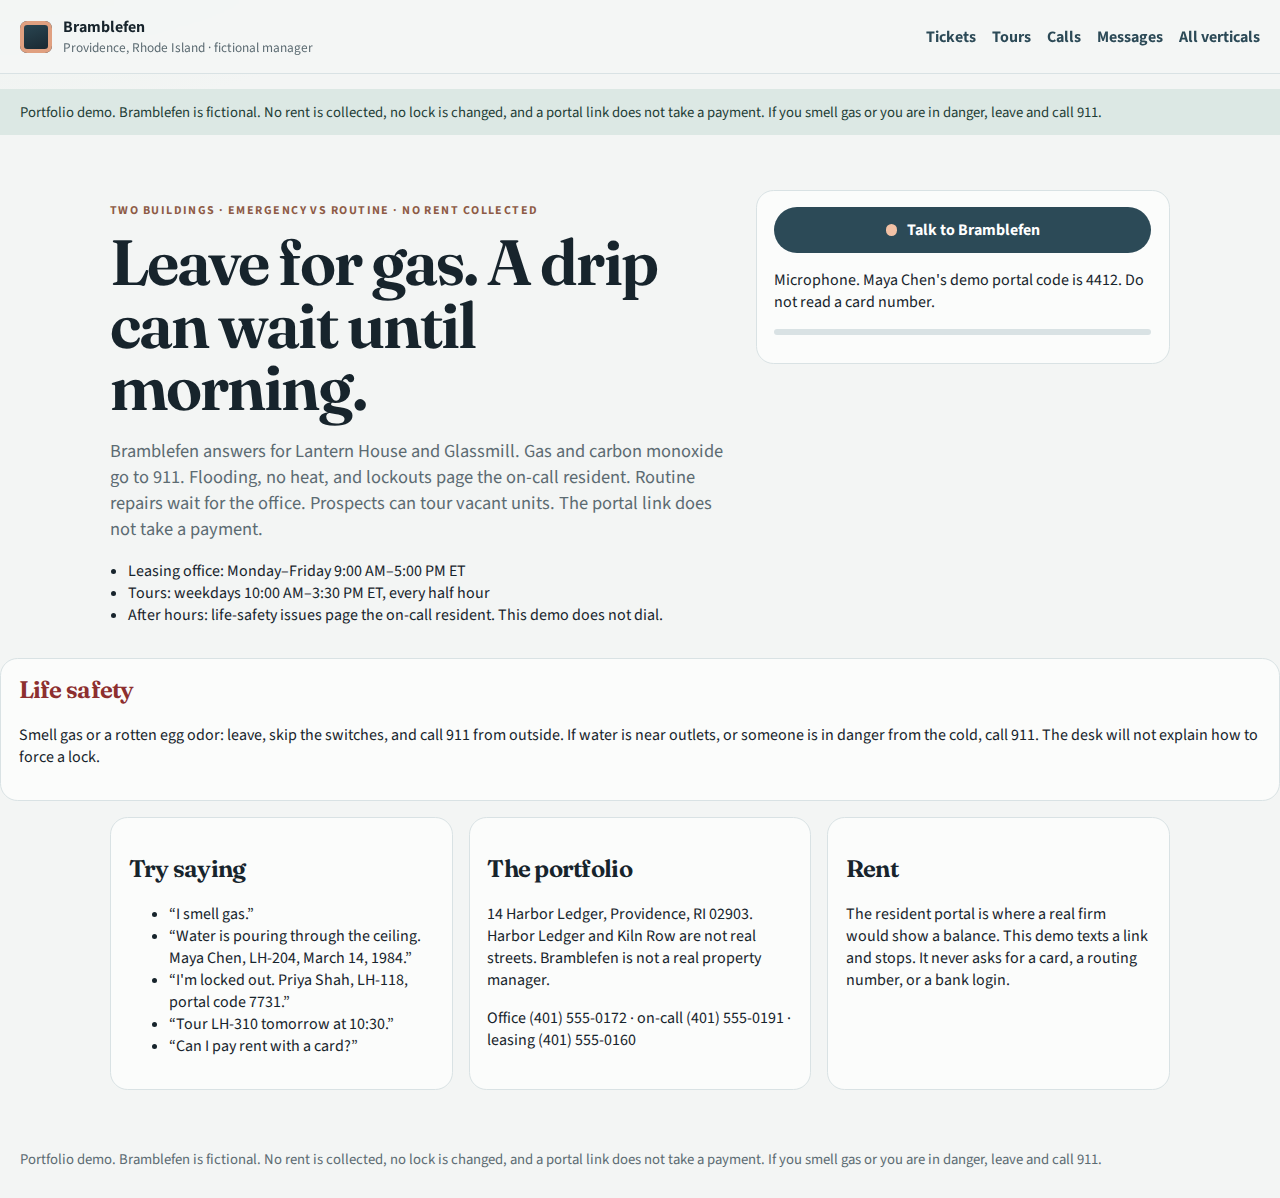 Bramblefen
Providence, Rhode Island · fictional manager
Tickets Tours Calls Messages All verticals
Portfolio demo. Bramblefen is fictional. No rent is collected, no lock is changed, and a portal link does not take a payment. If you smell gas or you are in danger, leave and call 911.
TWO BUILDINGS · EMERGENCY VS ROUTINE · NO RENT COLLECTED
Leave for gas. A drip
can wait until
morning.
Bramblefen answers for Lantern House and Glassmill. Gas and carbon monoxide
go to 911. Flooding, no heat, and lockouts page the on-call resident. Routine
repairs wait for the office. Prospects can tour vacant units. The portal link does
not take a payment.
• Leasing office: Monday–Friday 9:00 AM–5:00 PM ET
• Tours: weekdays 10:00 AM–3:30 PM ET, every half hour
• After hours: life-safety issues page the on-call resident. This demo does not dial.
Talk to Bramblefen
Microphone. Maya Chen's demo portal code is 4412. Do
not read a card number.
Life safety
Smell gas or a rotten egg odor: leave, skip the switches, and call 911 from outside. If water is near outlets, or someone is in danger from the cold, call 911. The desk will not explain how to
force a lock.
Try saying
• “I smell gas.”
• “Water is pouring through the ceiling.
Maya Chen, LH-204, March 14, 1984.”
• “I'm locked out. Priya Shah, LH-118,
portal code 7731.”
• “Tour LH-310 tomorrow at 10:30.”
• “Can I pay rent with a card?”
The portfolio
14 Harbor Ledger, Providence, RI 02903.
Harbor Ledger and Kiln Row are not real
streets. Bramblefen is not a real property
manager.
Office (401) 555-0172 · on-call (401) 555-0191 ·
leasing (401) 555-0160
Rent
The resident portal is where a real firm
would show a balance. This demo texts a link
and stops. It never asks for a card, a routing
number, or a bank login.
Portfolio demo. Bramblefen is fictional. No rent is collected, no lock is changed, and a portal link does not take a payment. If you smell gas or you are in danger, leave and call 911.